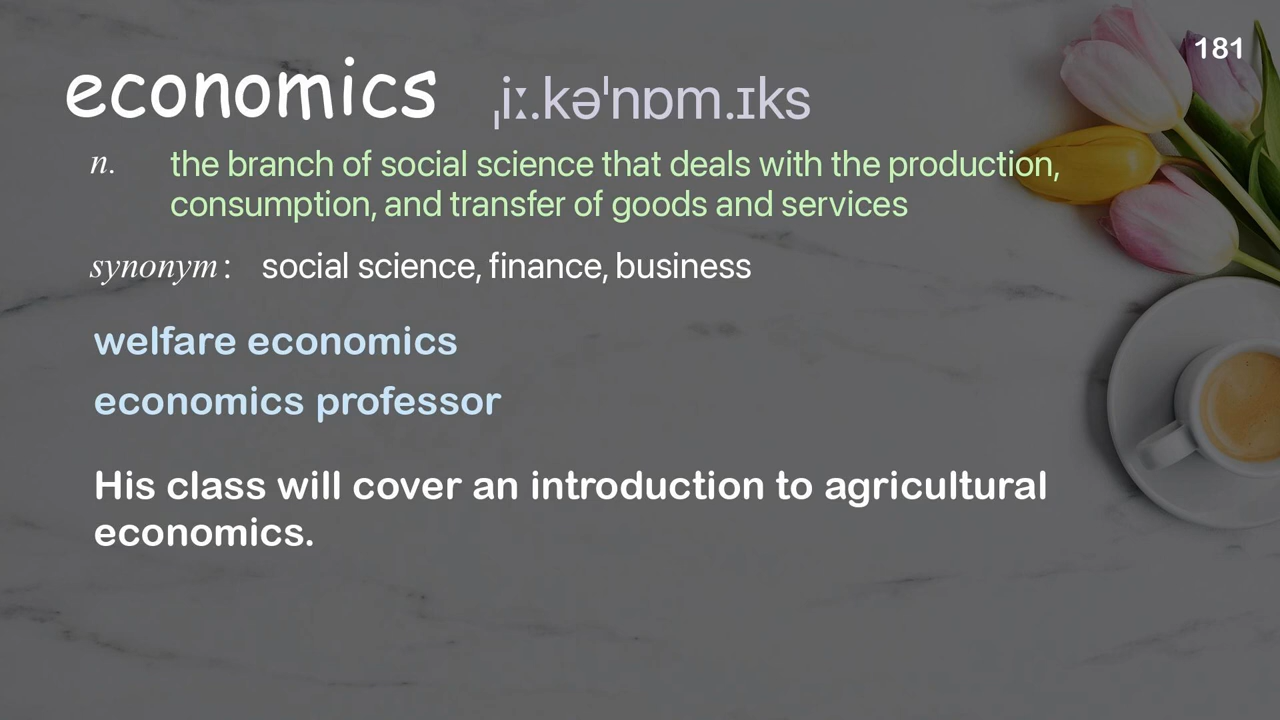 181
economics ˌiː.kəˈnɒm.ɪks
n. the branch of social science that deals with the production,
consumption, and transfer of goods and services
synonym: social science, finance, business
welfare economics
economics professor
His class will cover an introduction to agricultural
economics.